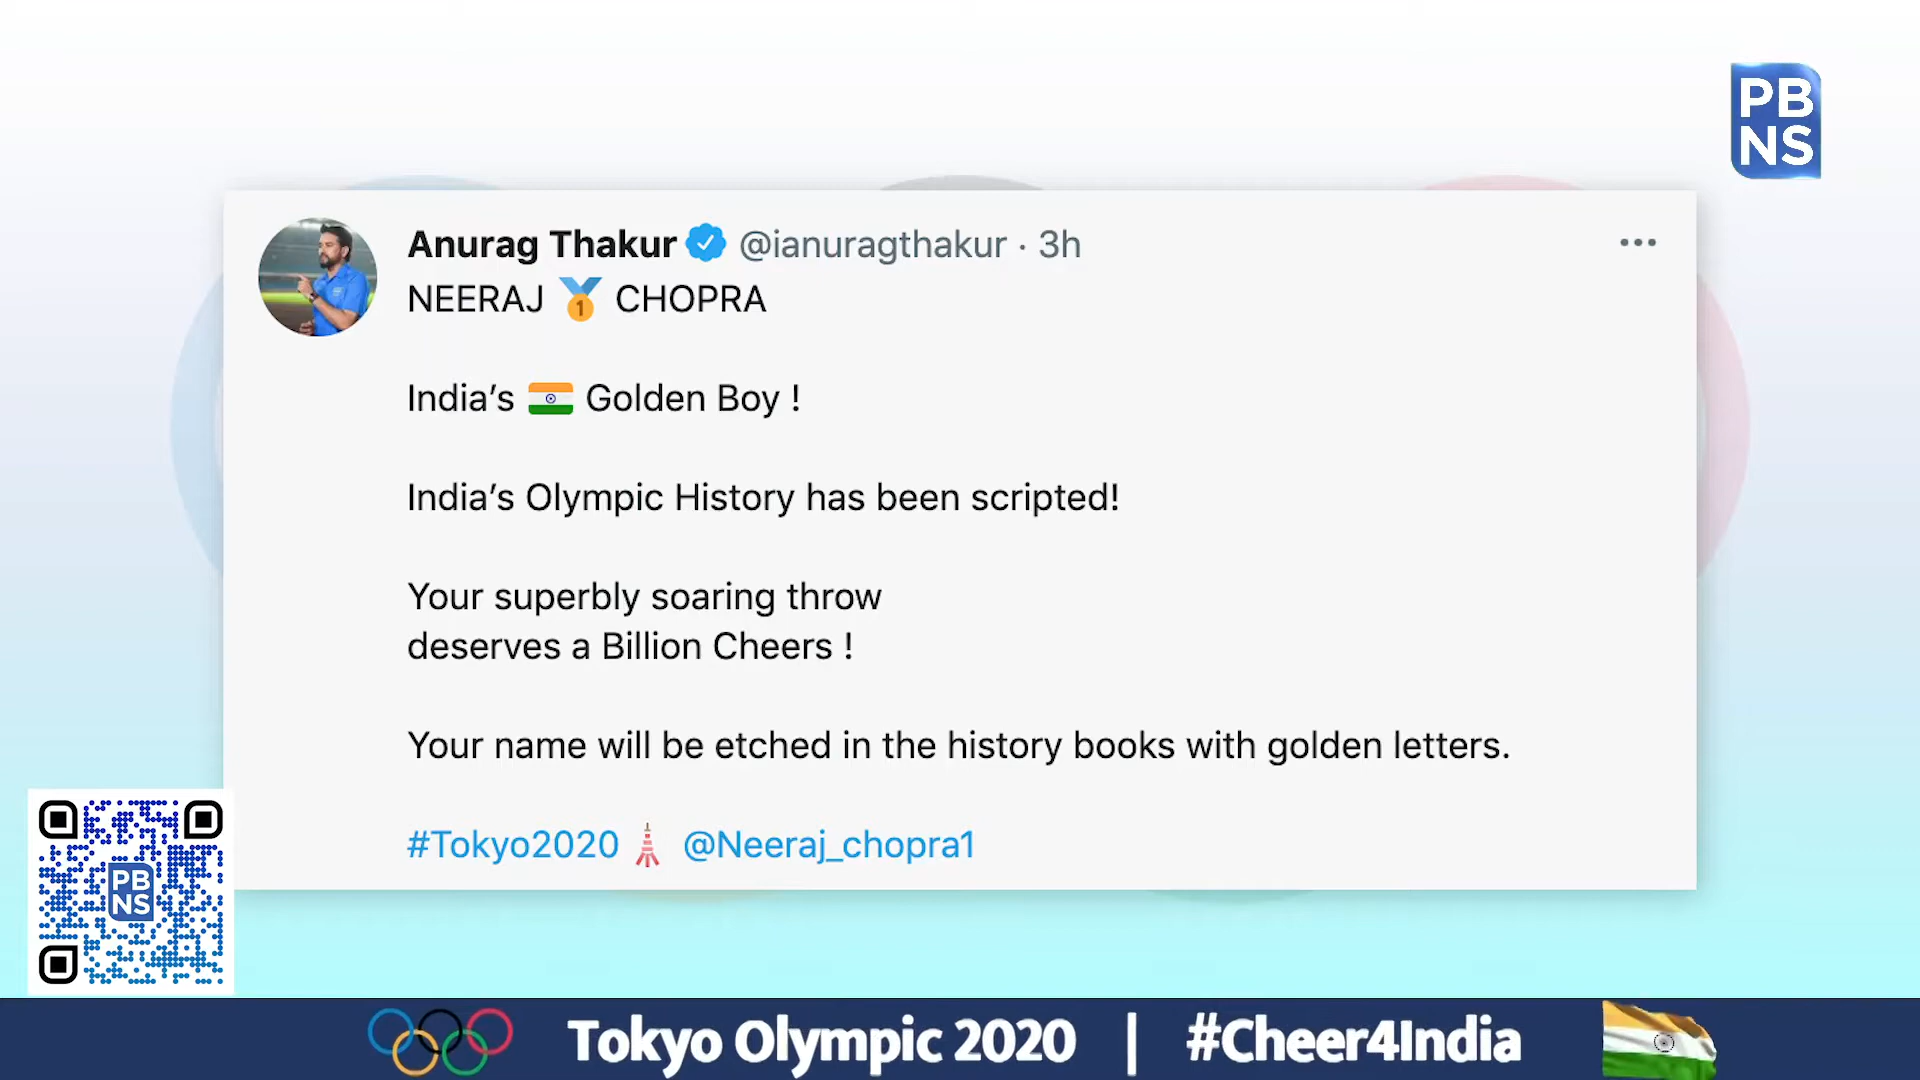 PB
NS
Anurag Thakur @ianuragthakur · 3h
NEERAJ 🥇 CHOPRA
India’s 🇮🇳 Golden Boy !
India’s Olympic History has been scripted!
Your superbly soaring throw
deserves a Billion Cheers !
Your name will be etched in the history books with golden letters.
#Tokyo2020 🗼 @Neeraj_chopra1
PB
NS
Tokyo Olympic 2020 | #Cheer4India